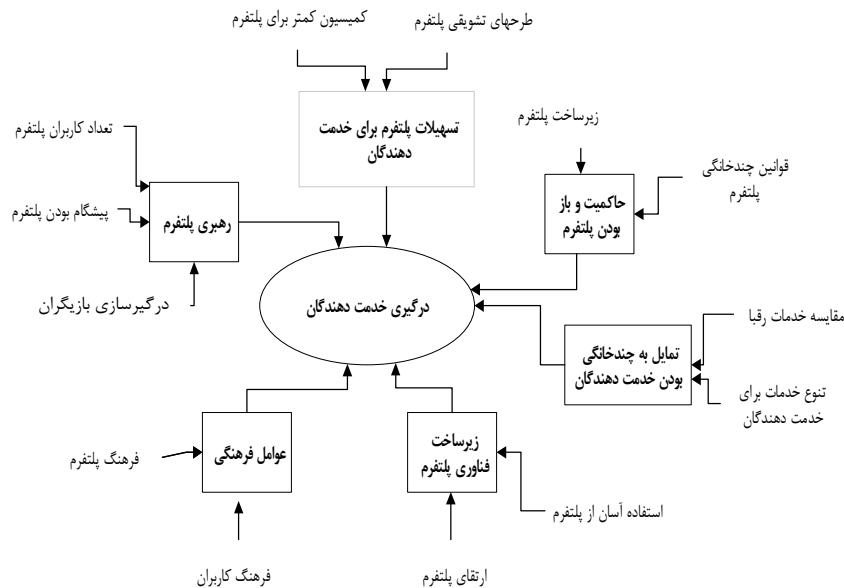 کمیسیون کمتر برای پلتفرم
طرحهای تشویقی پلتفرم
تسهیلات پلتفرم برای خدمت
دهندگان
زیرساخت پلتفرم
قوانین چندخانگی
پلتفرم
حاکمیت و باز
بودن پلتفرم
تعداد کاربران پلتفرم
پیشگام بودن پلتفرم
رهبری پلتفرم
درگیرسازی بازیگران
درگیری خدمت دهندگان
مقایسه خدمات رقبا
تمایل به چندخانگی
بودن خدمت دهندگان
تنوع خدمات برای
خدمت دهندگان
زیرساخت
فناوری پلتفرم
عوامل فرهنگی
فرهنگ پلتفرم
استفاده آسان از پلتفرم
ارتقای پلتفرم
فرهنگ کاربران